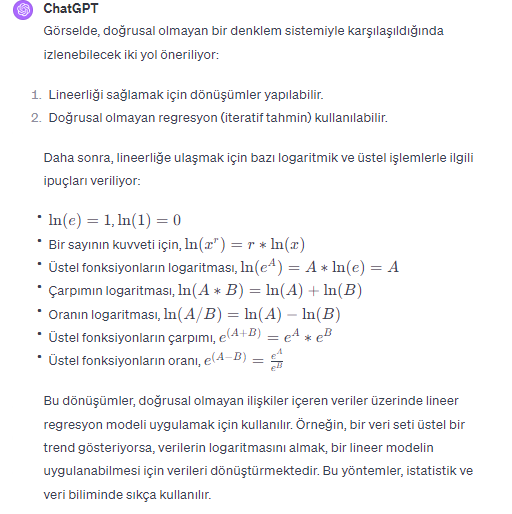 ChatGPT
Görselde, doğrusal olmayan bir denklem sistemiyle karşılaşıldığında
izlenebilecek iki yol öneriliyor:
1. Lineerliği sağlamak için dönüşümler yapılabilir.
2. Doğrusal olmayan regresyon (iteratif tahmin) kullanılabilir.
Daha sonra, lineerliğe ulaşmak için bazı logaritmik ve üstel işlemlerle ilgili
ipuçları veriliyor:
• ln(e) = 1, ln(1) = 0
• Bir sayının kuvveti için, ln(x^r) = r * ln(x)
• Üstel fonksiyonların logaritması, ln(e^A) = A * ln(e) = A
• Çarpımın logaritması, ln(A * B) = ln(A) + ln(B)
• Oranın logaritması, ln(A/B) = ln(A) − ln(B)
• Üstel fonksiyonların çarpımı, e^(A+B) = e^A * e^B
• Üstel fonksiyonların oranı, e^(A−B) = e^A/e^B
Bu dönüşümler, doğrusal olmayan ilişkiler içeren veriler üzerinde lineer
regresyon modeli uygulamak için kullanılır. Örneğin, bir veri seti üstel bir
trend gösteriyorsa, verilerin logaritmasını almak, bir lineer modelin
uygulanabilmesi için verileri dönüştürmektedir. Bu yöntemler, istatistik ve
veri biliminde sıkça kullanılır.